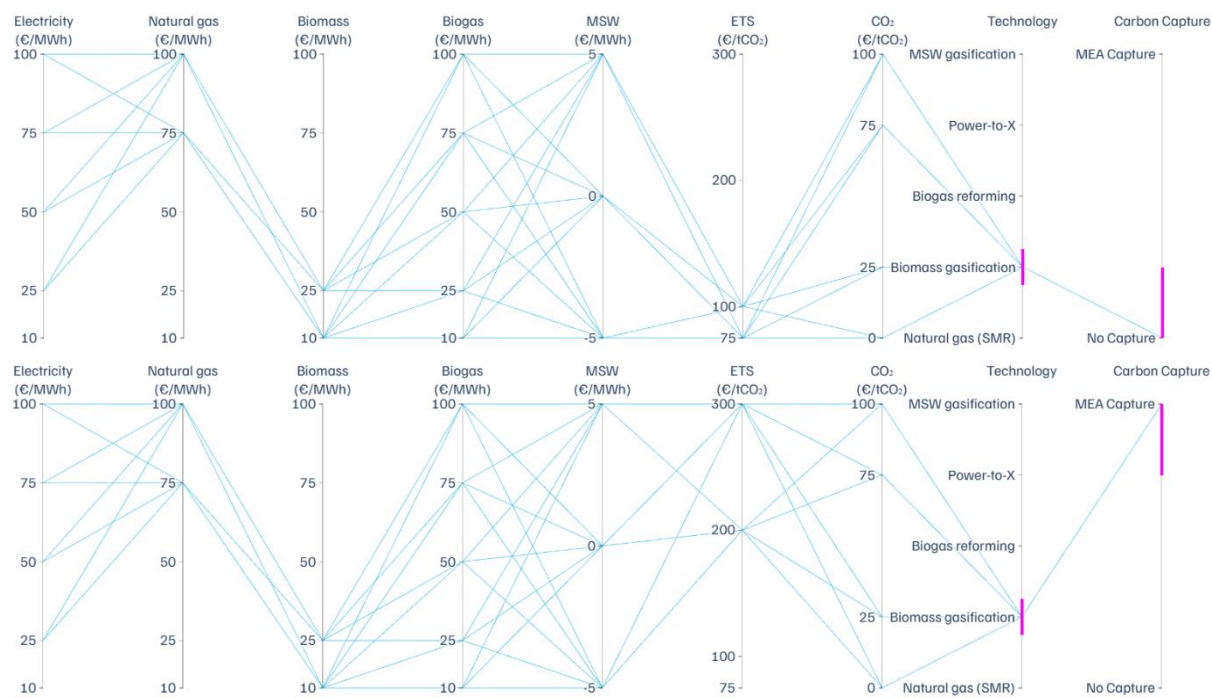 Electricity Natural gas Biomass Biogas MSW ETS CO₂ Technology Carbon Capture
(€/MWh) (€/MWh) (€/MWh) (€/MWh) (€/MWh) (€/tCO₂) (€/tCO₂)
100 100 100 100 5 300 100 MSW gasification MEA Capture
75 75 75 75 75 Power-to-X
200
50 50 50 50 0 Biogas reforming
25 25 25 25 25 Biomass gasification
100
10 10 10 10 -5 75 0 Natural gas (SMR) No Capture
Electricity Natural gas Biomass Biogas MSW ETS CO₂ Technology Carbon Capture
(€/MWh) (€/MWh) (€/MWh) (€/MWh) (€/MWh) (€/tCO₂) (€/tCO₂)
100 100 100 100 5 300 100 MSW gasification MEA Capture
75 75 75 75 75 Power-to-X
200
50 50 50 50 0 Biogas reforming
25 25 25 25 25 Biomass gasification
100
10 10 10 10 -5 75 0 Natural gas (SMR) No Capture